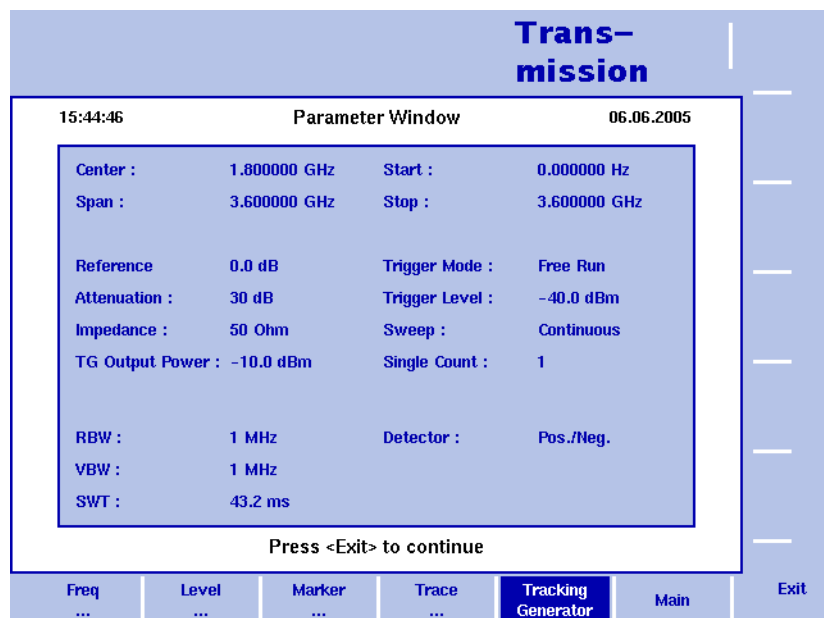 Trans–
mission
15:44:46 Parameter Window 06.06.2005
Center : 1.800000 GHz Start : 0.000000 Hz
Span : 3.600000 GHz Stop : 3.600000 GHz
Reference 0.0 dB Trigger Mode : Free Run
Attenuation : 30 dB Trigger Level : -40.0 dBm
Impedance : 50 Ohm Sweep : Continuous
TG Output Power : -10.0 dBm Single Count : 1
RBW : 1 MHz Detector : Pos./Neg.
VBW : 1 MHz
SWT : 43.2 ms
Press <Exit> to continue
Freq ... Level ... Marker ... Trace ... Tracking Generator Main Exit